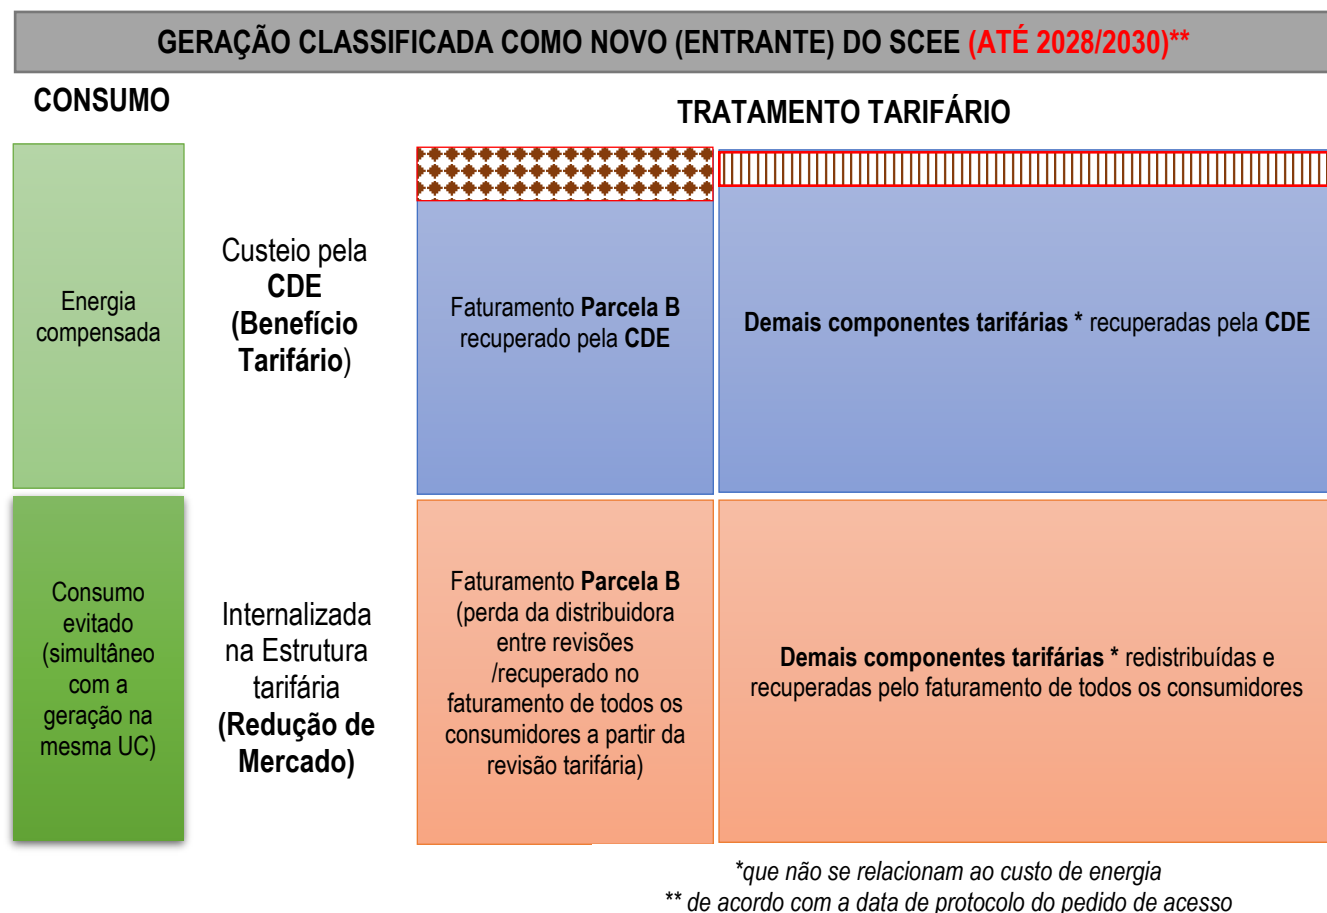 GERAÇÃO CLASSIFICADA COMO NOVO (ENTRANTE) DO SCEE (ATÉ 2028/2030)**
CONSUMO
TRATAMENTO TARIFÁRIO
Energia
compensada
Custeio pela
CDE
(Benefício
Tarifário)
Faturamento Parcela B
recuperado pela CDE
Demais componentes tarifárias * recuperadas pela CDE
Consumo
evitado
(simultâneo
com a
geração na
mesma UC)
Internalizada
na Estrutura
tarifária
(Redução de
Mercado)
Faturamento Parcela B
(perda da distribuidora
entre revisões
/recuperado no
faturamento de todos os
consumidores a partir da
revisão tarifária)
Demais componentes tarifárias * redistribuídas e
recuperadas pelo faturamento de todos os consumidores
*que não se relacionam ao custo de energia
** de acordo com a data de protocolo do pedido de acesso